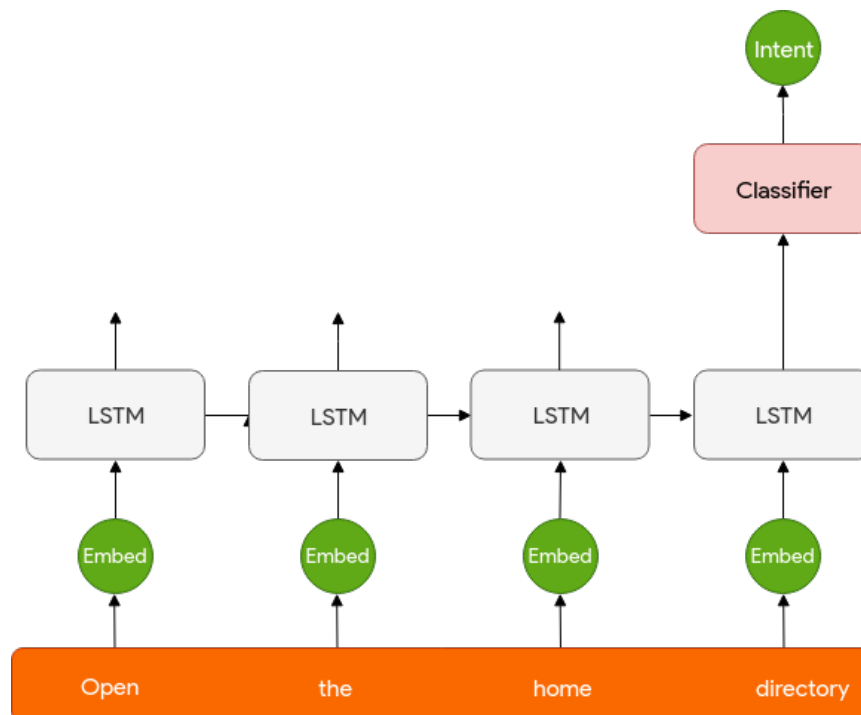 Intent
Classifier
LSTM LSTM LSTM LSTM
Embed Embed Embed Embed
Open the home directory